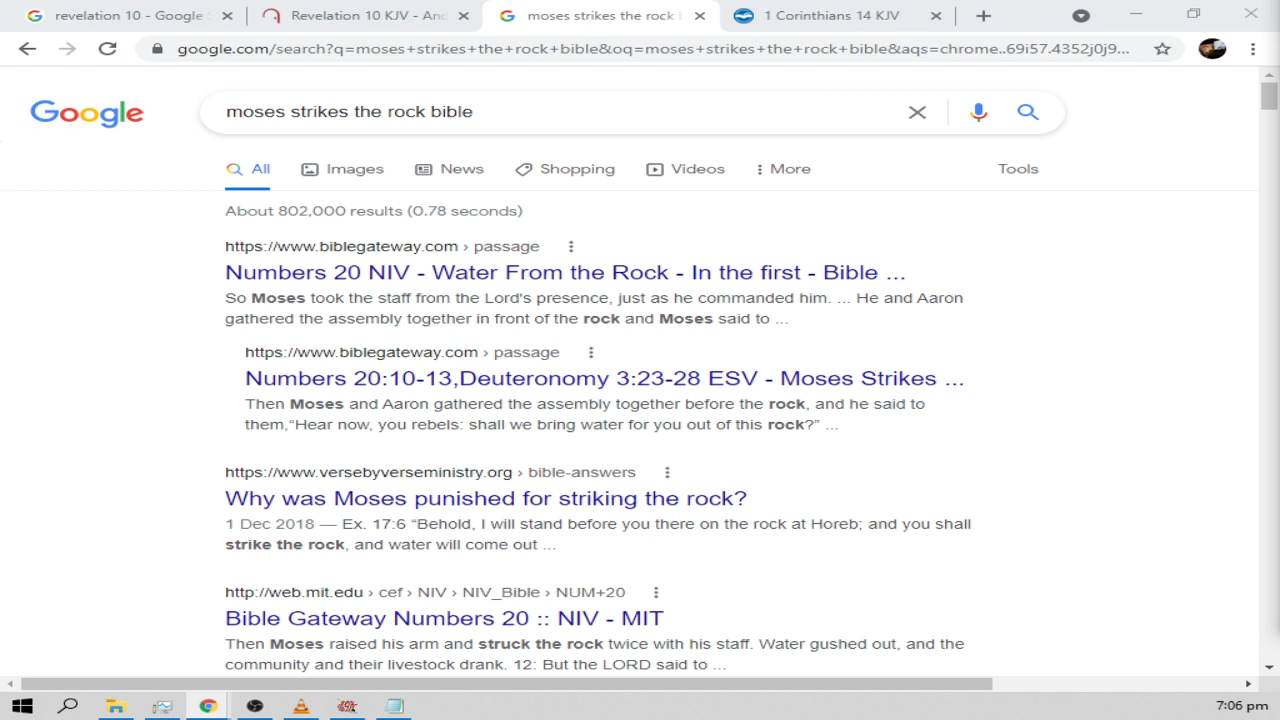 revelation 10 - Google S
Revelation 10 KJV - And
moses strikes the rock b
1 Corinthians 14 KJV
google.com/search?q=moses+strikes+the+rock+bible&oq=moses+strikes+the+rock+bible&aqs=chrome..69i57.4352j0j9...
Google
moses strikes the rock bible
All
Images
News
Shopping
Videos
More
Tools
About 802,000 results (0.78 seconds)
https://www.biblegateway.com › passage
Numbers 20 NIV - Water From the Rock - In the first - Bible ...
So Moses took the staff from the Lord's presence, just as he commanded him. ... He and Aaron
gathered the assembly together in front of the rock and Moses said to ...
https://www.biblegateway.com › passage
Numbers 20:10-13,Deuteronomy 3:23-28 ESV - Moses Strikes ...
Then Moses and Aaron gathered the assembly together before the rock, and he said to
them,“Hear now, you rebels: shall we bring water for you out of this rock?” ...
https://www.versebyverseministry.org › bible-answers
Why was Moses punished for striking the rock?
1 Dec 2018 — Ex. 17:6 “Behold, I will stand before you there on the rock at Horeb; and you shall
strike the rock, and water will come out ...
http://web.mit.edu › cef › NIV › NIV_Bible › NUM+20
Bible Gateway Numbers 20 :: NIV - MIT
Then Moses raised his arm and struck the rock twice with his staff. Water gushed out, and the
community and their livestock drank. 12: But the LORD said to ...
7:06 pm